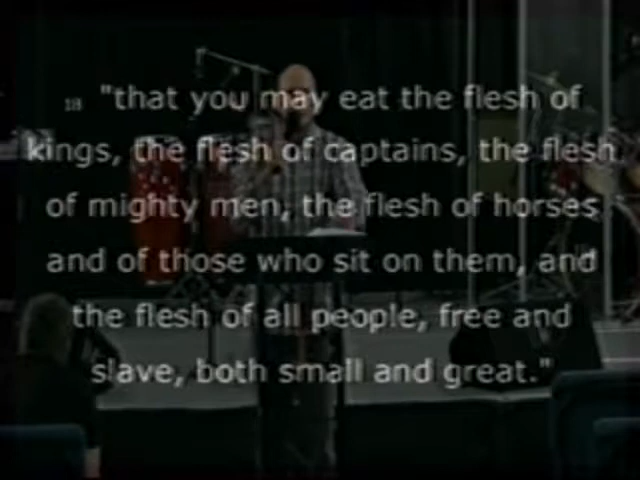 18 "that you may eat the flesh of
kings, the flesh of captains, the flesh
of mighty men, the flesh of horses
and of those who sit on them, and
the flesh of all people, free and
slave, both small and great."